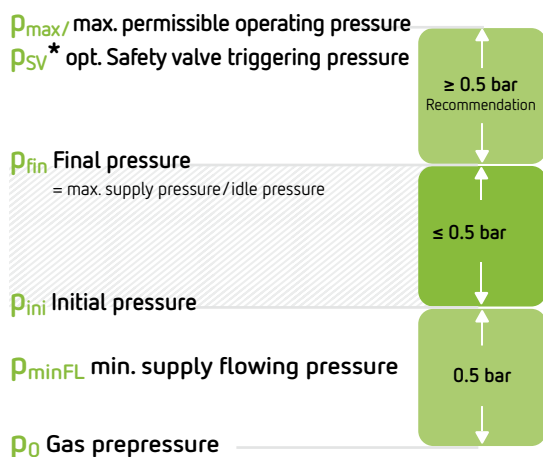 pmax/ max. permissible operating pressure
pSV* opt. Safety valve triggering pressure
≥ 0.5 bar
Recommendation
pfin Final pressure
= max. supply pressure/idle pressure
≤ 0.5 bar
pini Initial pressure
pminFL min. supply flowing pressure
0.5 bar
p0 Gas prepressure